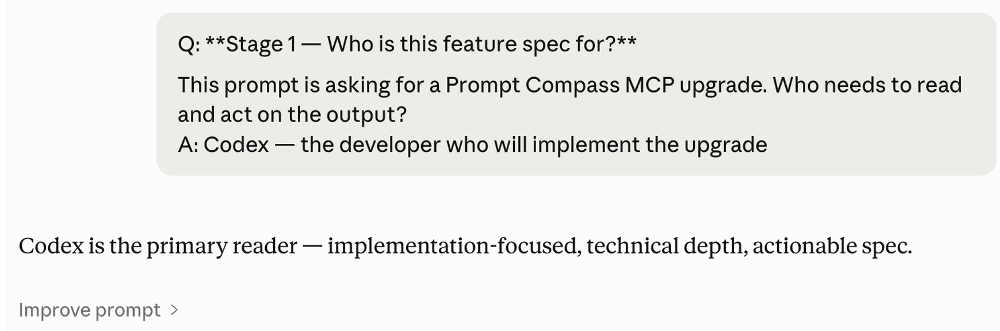 Q: **Stage 1 — Who is this feature spec for?**
This prompt is asking for a Prompt Compass MCP upgrade. Who needs to read
and act on the output?
A: Codex — the developer who will implement the upgrade
Codex is the primary reader — implementation-focused, technical depth, actionable spec.
Improve prompt >